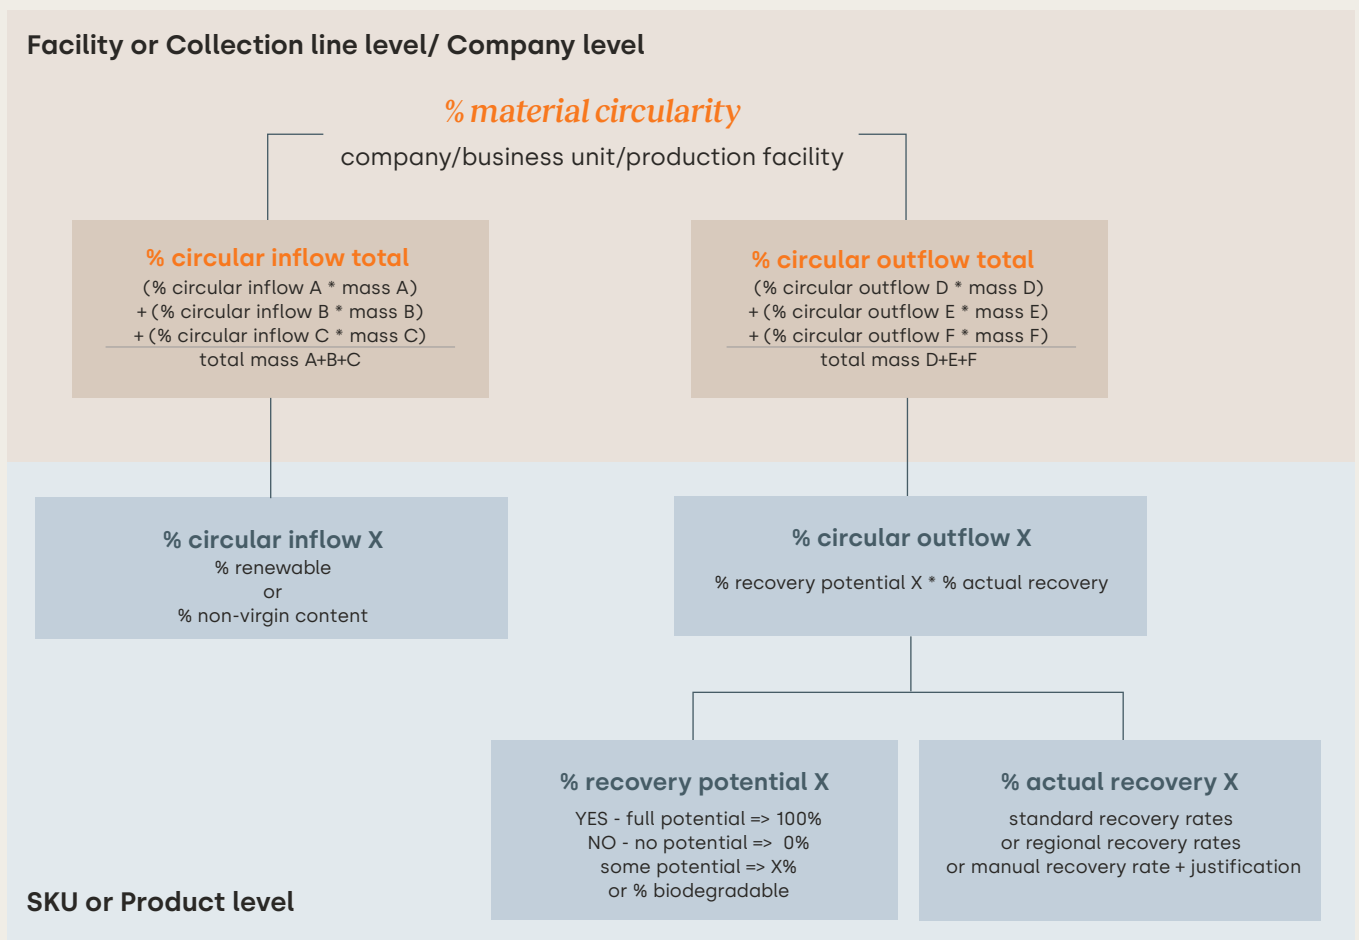 Facility or Collection line level/ Company level
% material circularity
company/business unit/production facility
% circular inflow total
(% circular inflow A * mass A)
+ (% circular inflow B * mass B)
+ (% circular inflow C * mass C)
total mass A+B+C
% circular outflow total
(% circular outflow D * mass D)
+ (% circular outflow E * mass E)
+ (% circular outflow F * mass F)
total mass D+E+F
% circular inflow X
% renewable
or
% non-virgin content
% circular outflow X
% recovery potential X * % actual recovery
% recovery potential X
YES - full potential => 100%
NO - no potential => 0%
some potential => X%
or % biodegradable
% actual recovery X
standard recovery rates
or regional recovery rates
or manual recovery rate + justification
SKU or Product level